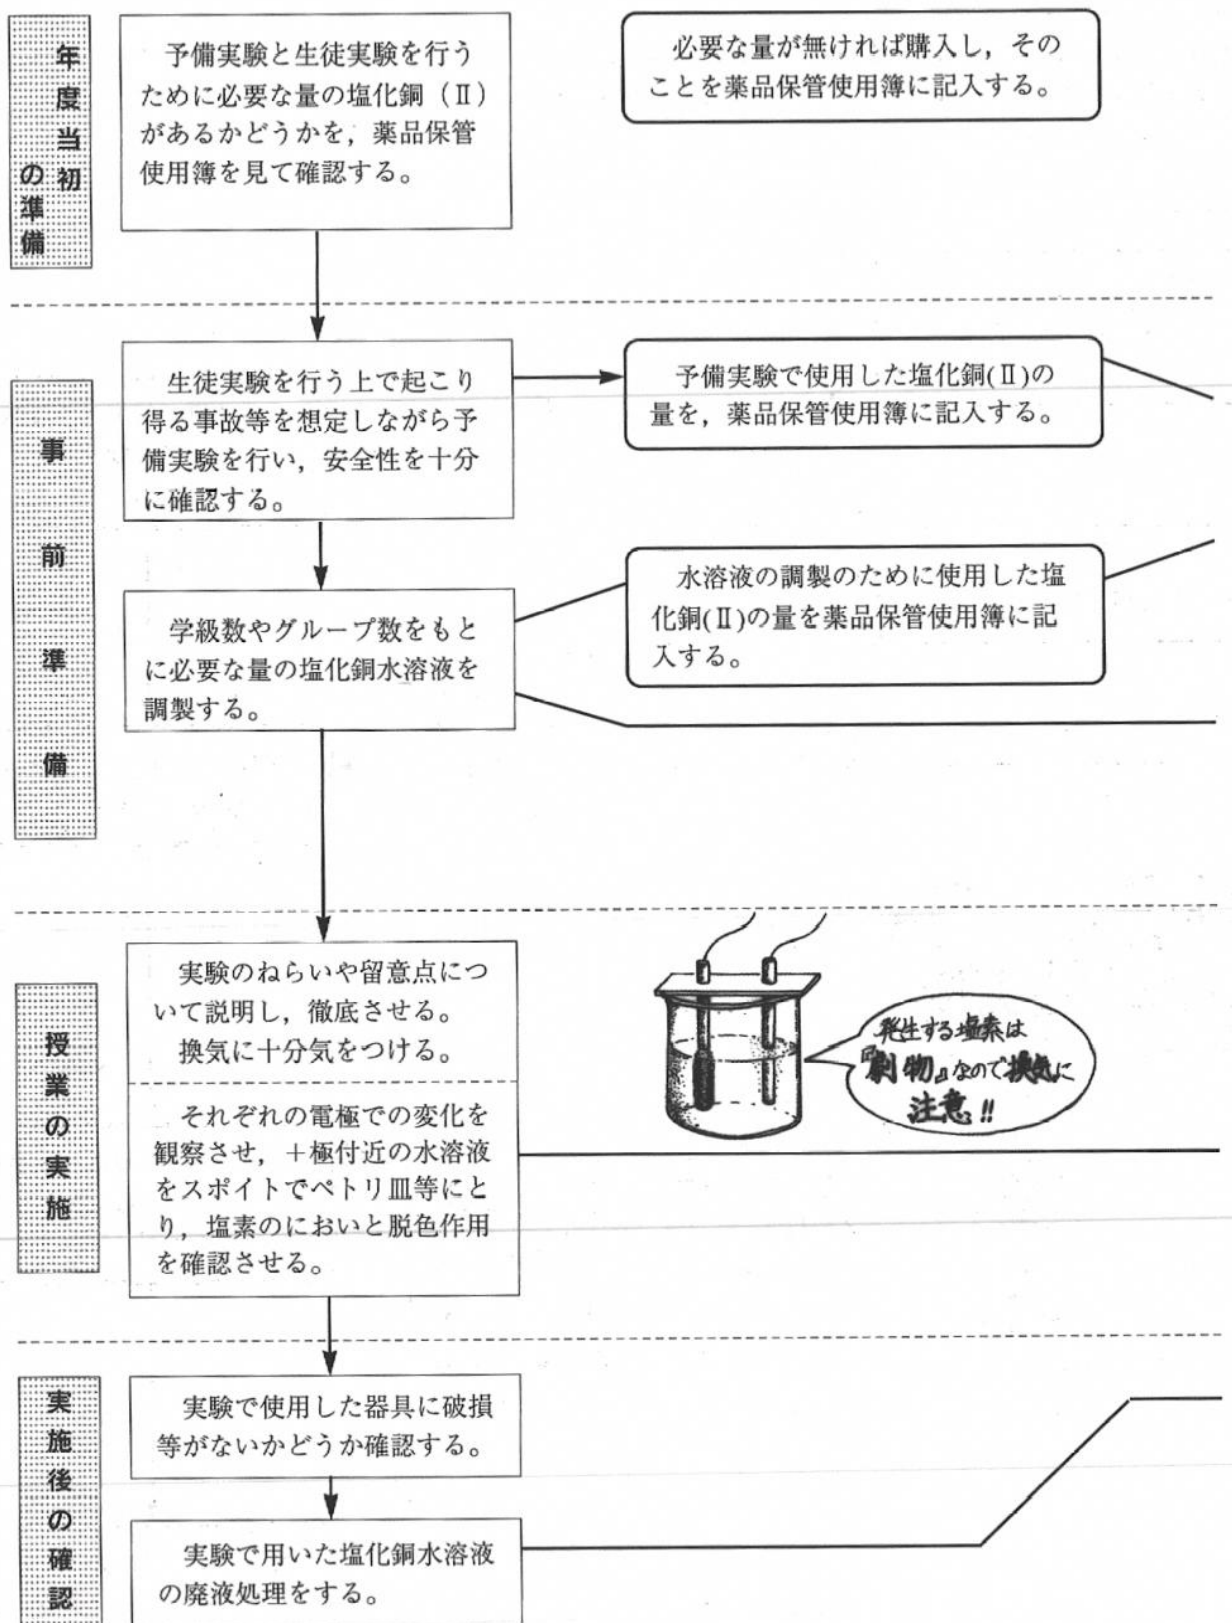 年度当初
の準備
予備実験と生徒実験を行う
ために必要な量の塩化銅（Ⅱ）
があるかどうかを，薬品保管
使用簿を見て確認する。
必要な量が無ければ購入し，その
ことを薬品保管使用簿に記入する。
事前準備
生徒実験を行う上で起こり
得る事故等を想定しながら予
備実験を行い，安全性を十分
に確認する。
予備実験で使用した塩化銅(Ⅱ)の
量を，薬品保管使用簿に記入する。
学級数やグループ数をもと
に必要な量の塩化銅水溶液を
調製する。
水溶液の調製のために使用した塩
化銅(Ⅱ)の量を薬品保管使用簿に記
入する。
授業の実施
実験のねらいや留意点につ
いて説明し，徹底させる。
換気に十分気をつける。
それぞれの電極での変化を
観察させ，＋極付近の水溶液
をスポイトでペトリ皿等にと
り，塩素のにおいと脱色作用
を確認させる。
発生する塩素は
『劇物』なので換気に
注意!!
実施後の確認
実験で使用した器具に破損
等がないかどうか確認する。
実験で用いた塩化銅水溶液
の廃液処理をする。